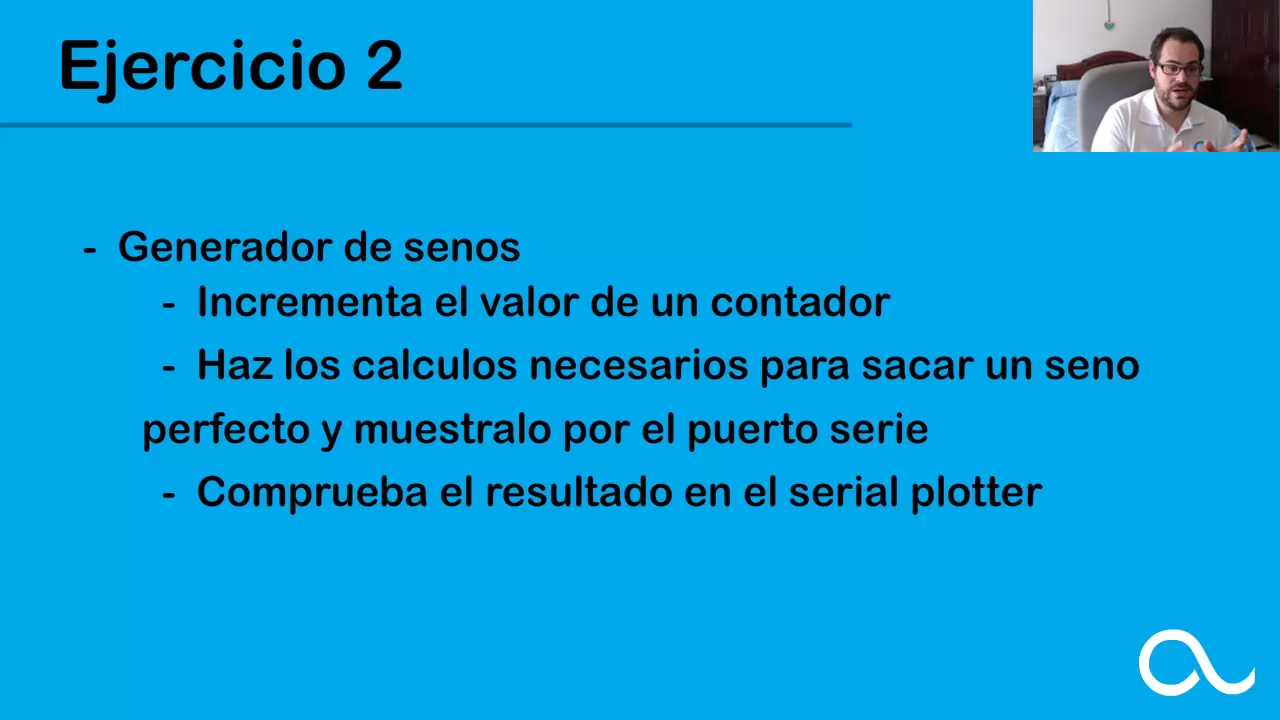 Ejercicio 2
- Generador de senos
- Incrementa el valor de un contador
- Haz los calculos necesarios para sacar un seno
perfecto y muestralo por el puerto serie
- Comprueba el resultado en el serial plotter